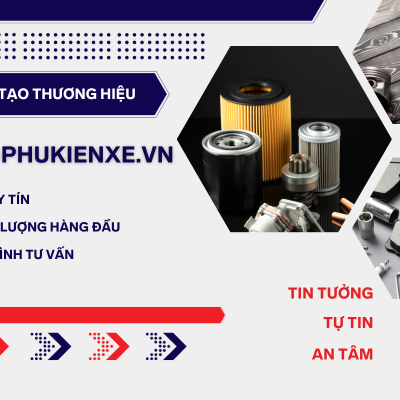 TẠO THƯƠNG HIỆU
PHUKIENXE.VN
Y TÍN
LƯỢNG HÀNG ĐẦU
ÌNH TƯ VẤN
TIN TƯỞNG
TỰ TIN
AN TÂM